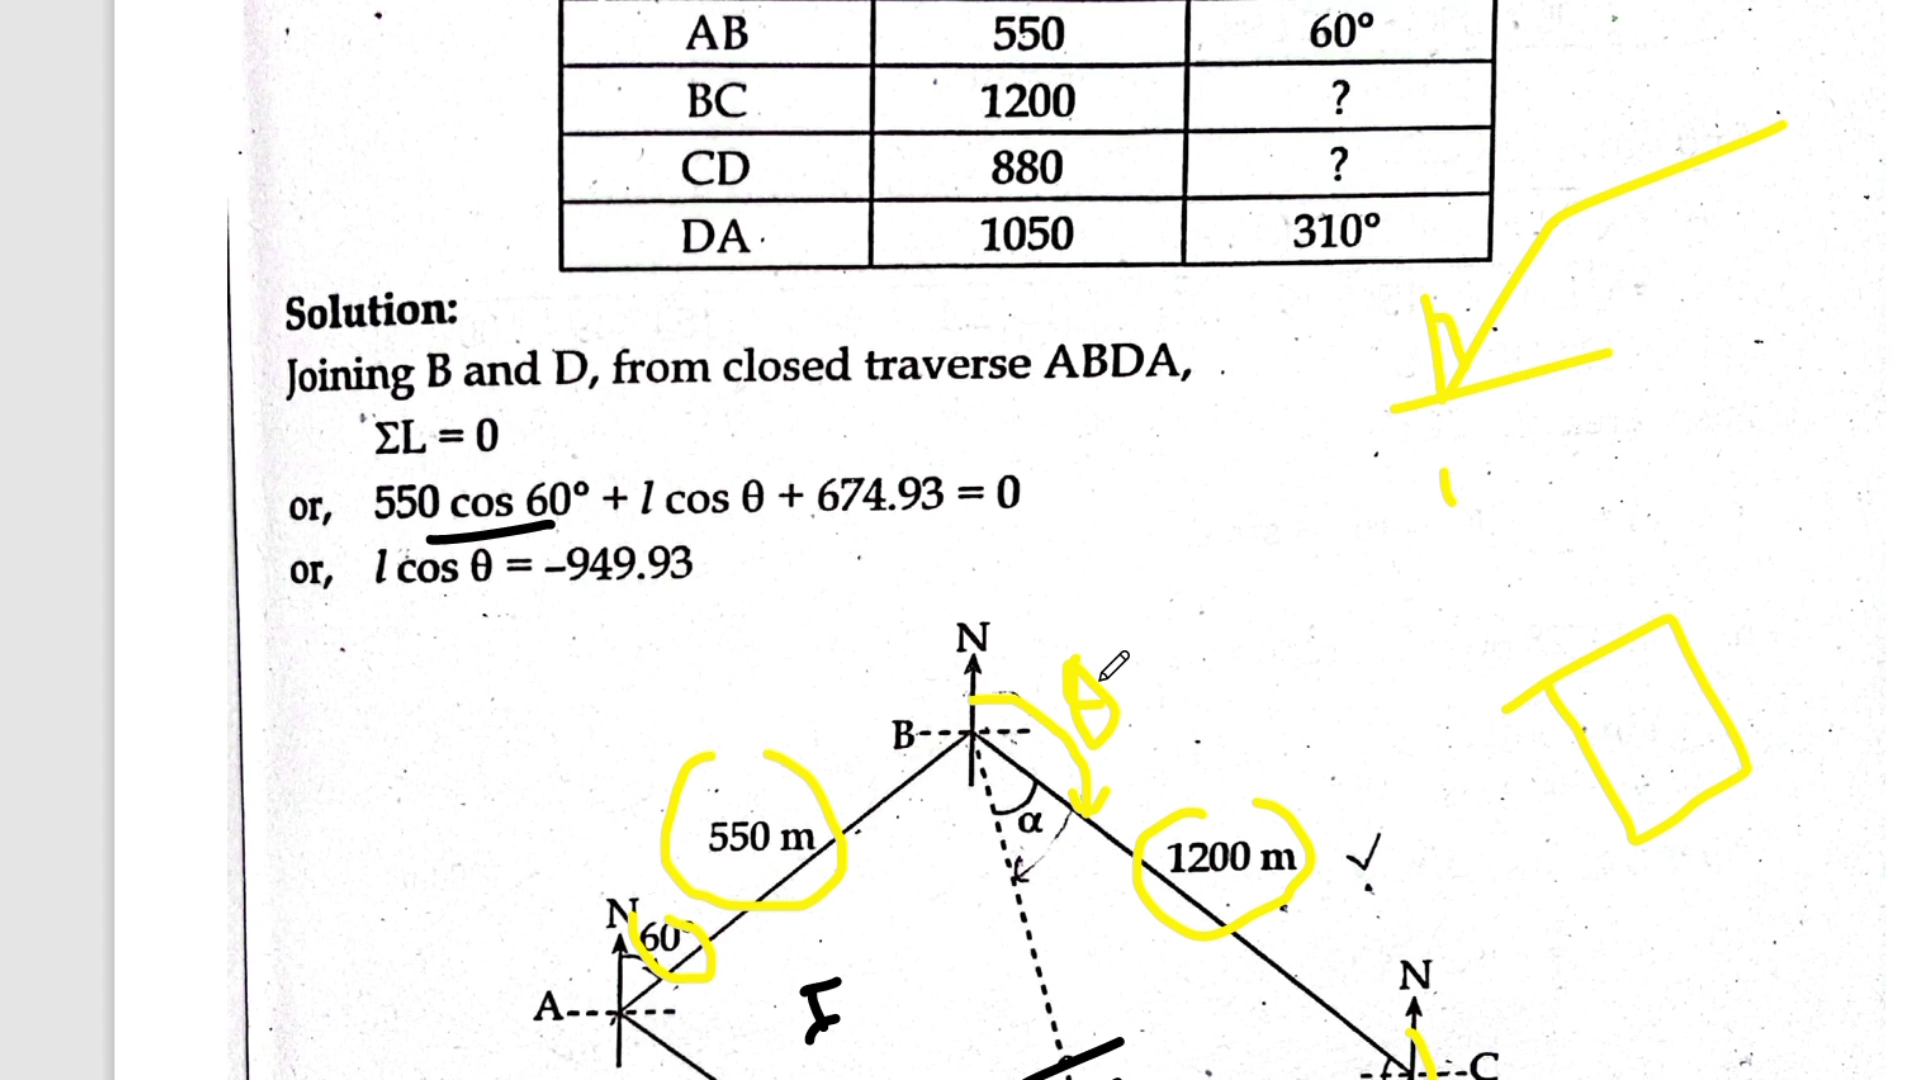 AB 550 60°
BC 1200 ?
CD 880 ?
DA 1050 310°
Solution:
Joining B and D, from closed traverse ABDA,
ΣL = 0
or, 550 cos 60° + l cos θ + 674.93 = 0
or, l cos θ = –949.93
N
θ
B
α
550 m
1200 m
N
60°
N
A
I
C